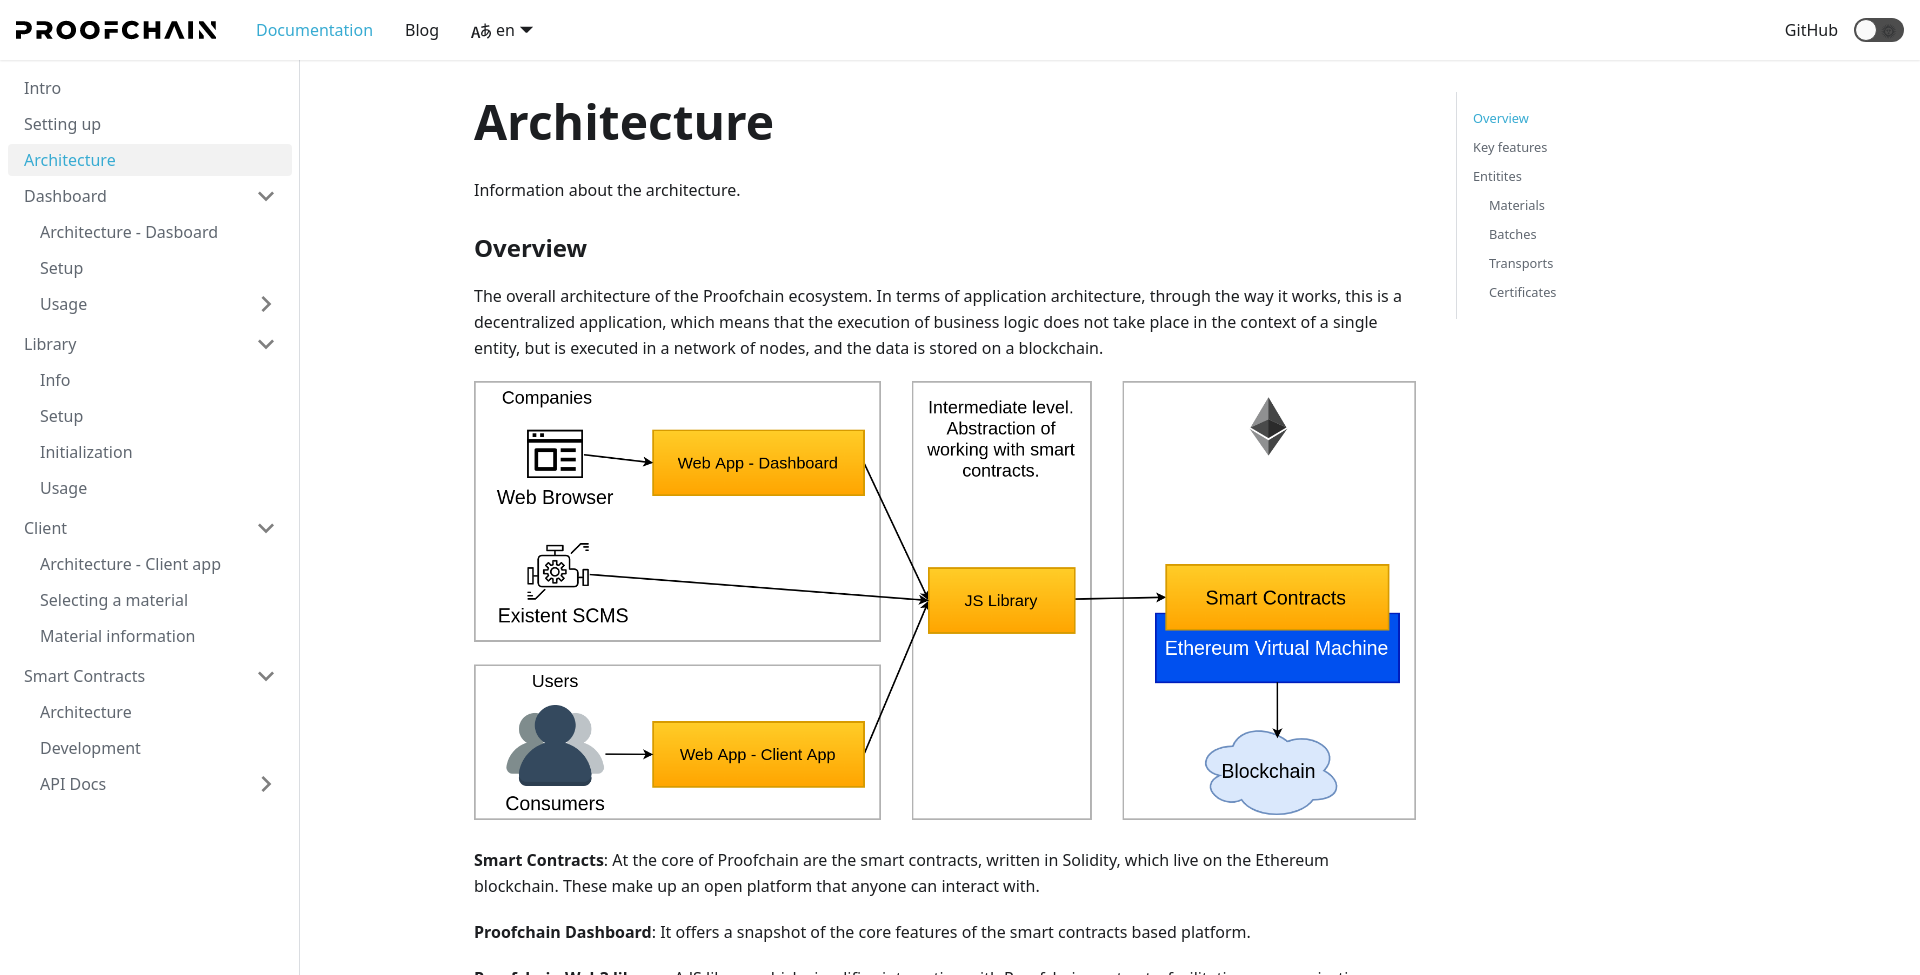 PROOFCHAIN
Documentation
Blog
Aあ en
GitHub
Intro
Setting up
Architecture
Dashboard
Architecture - Dasboard
Setup
Usage
Library
Info
Setup
Initialization
Usage
Client
Architecture - Client app
Selecting a material
Material information
Smart Contracts
Architecture
Development
API Docs
Architecture
Information about the architecture.
Overview
The overall architecture of the Proofchain ecosystem. In terms of application architecture, through the way it works, this is a
decentralized application, which means that the execution of business logic does not take place in the context of a single
entity, but is executed in a network of nodes, and the data is stored on a blockchain.
Companies
Web Browser
Web App - Dashboard
Existent SCMS
Users
Consumers
Web App - Client App
Intermediate level.
Abstraction of
working with smart
contracts.
JS Library
Smart Contracts
Ethereum Virtual Machine
Blockchain
Smart Contracts: At the core of Proofchain are the smart contracts, written in Solidity, which live on the Ethereum
blockchain. These make up an open platform that anyone can interact with.
Proofchain Dashboard: It offers a snapshot of the core features of the smart contracts based platform.
Overview
Key features
Entitites
Materials
Batches
Transports
Certificates